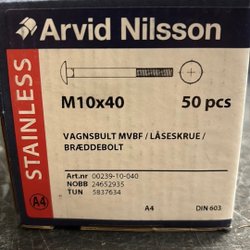 Arvid Nilsson
STAINLESS
A4
M10x40 50 pcs
VAGNSBULT MVBF / LÅSESKRUE /
BRÆDDEBOLT
Art.nr 00239-10-040
NOBB 24652935
TUN 5837634
A4 DIN 603